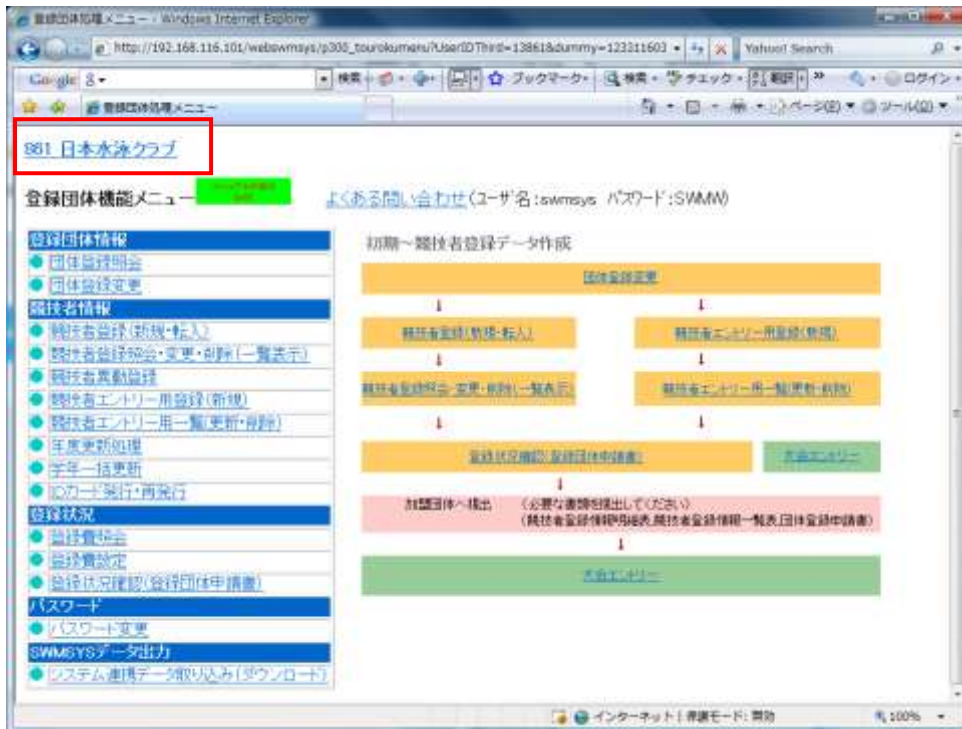 登録団体処理メニュー - Windows Internet Explorer
http://192.168.116.101/webswmsys/p300_tourokumenu?UserIDThird=13861&dummy=123311603
Yahoo! Search
Google
検索
ブックマーク
検索
チェック
翻訳
ログイン
登録団体処理メニュー
ページ(P)
ツール(O)
861 日本水泳クラブ
登録団体機能メニュー
よくある問い合わせ(ユーザ名:swmsys パスワード:SWMW)
登録団体情報
団体登録照会
団体登録変更
競技者情報
競技者登録(新規・転入)
競技者登録照会・変更・削除(一覧表示)
競技者異動登録
競技者エントリー用登録(新規)
競技者エントリー用一覧(更新・削除)
年度更新処理
学年一括更新
IDカード発行・再発行
登録状況
登録費照会
登録費設定
登録状況確認(登録団体申請書)
パスワード
パスワード変更
SWMSYSデータ出力
システム連携データ取り込み(ダウンロード)
初期～競技者登録データ作成
団体登録変更
競技者登録(新規・転入)
競技者エントリー用登録(新規)
競技者登録照会・変更・削除(一覧表示)
競技者エントリー用一覧(更新・削除)
登録状況確認(登録団体申請書)
大会エントリー
加盟団体へ提出 (必要な書類を提出してください)
(競技者登録情報明細表,競技者登録情報一覧表,団体登録申請書)
大会エントリー
インターネット | 保護モード: 無効
100%